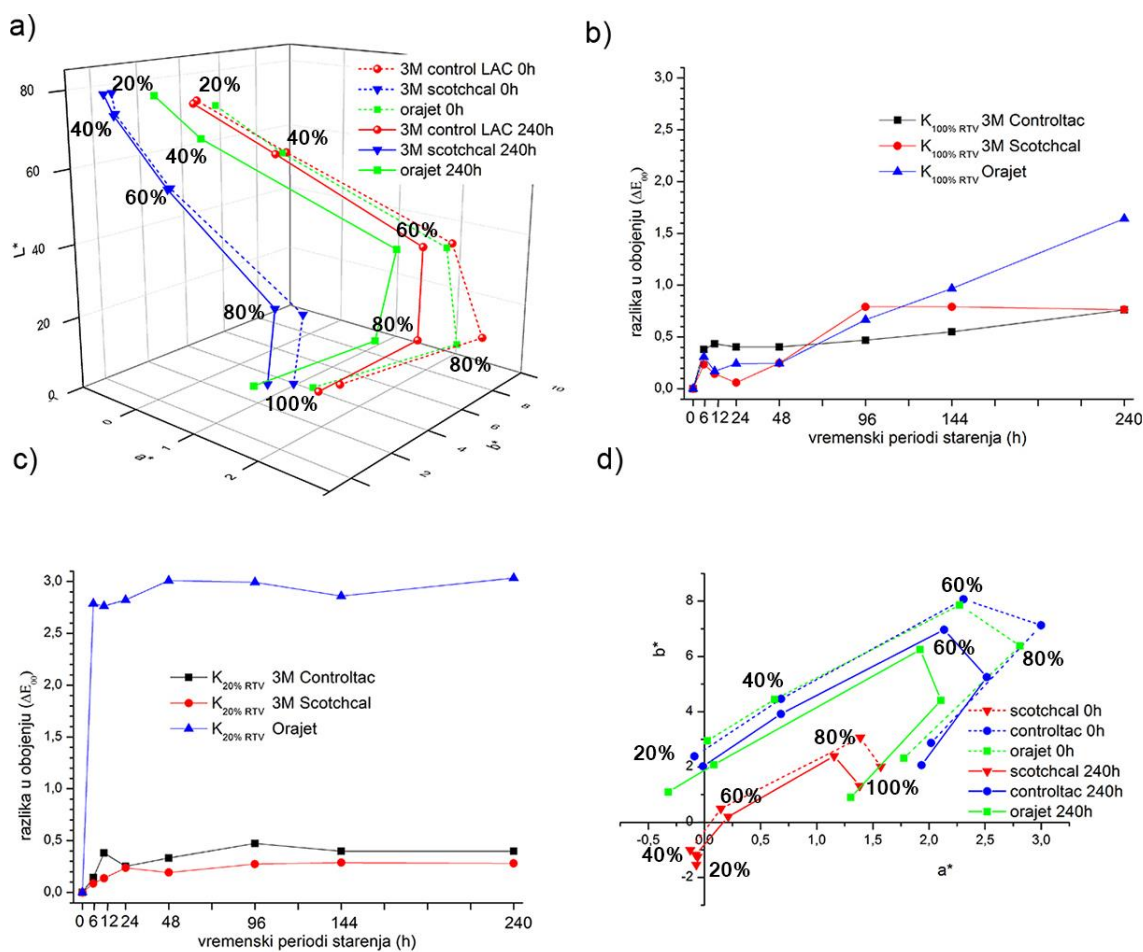 a)
80
60
40
20
0
L*
20%
40%
60%
80%
100%
20%
40%
60%
80%
80%
0
1
2
a*
2
4
6
8
b*
3M control LAC 0h
3M scotchcal 0h
orajet 0h
3M control LAC 240h
3M scotchcal 240h
orajet 240h
b)
3,0
2,5
2,0
1,5
1,0
0,5
0,0
razlika u obojenju (ΔE₀₀)
K100% RTV 3M Controltac
K100% RTV 3M Scotchcal
K100% RTV Orajet
0 6 12 24 48 96 144 240
vremenski periodi starenja (h)
c)
3,0
2,5
2,0
1,5
1,0
0,5
0,0
razlika u obojenju (ΔE₀₀)
K20% RTV 3M Controltac
K20% RTV 3M Scotchcal
K20% RTV Orajet
0 6 12 24 48 96 144 240
vremenski periodi starenja (h)
d)
8
6
4
2
0
-2
b*
60%
60%
40%
80%
20%
80%
60%
100%
40%
20%
-0,5 0,0 0,5 1,0 1,5 2,0 2,5 3,0
a*
scotchcal 0h
controltac 0h
orajet 0h
scotchcal 240h
controltac 240h
orajet 240h